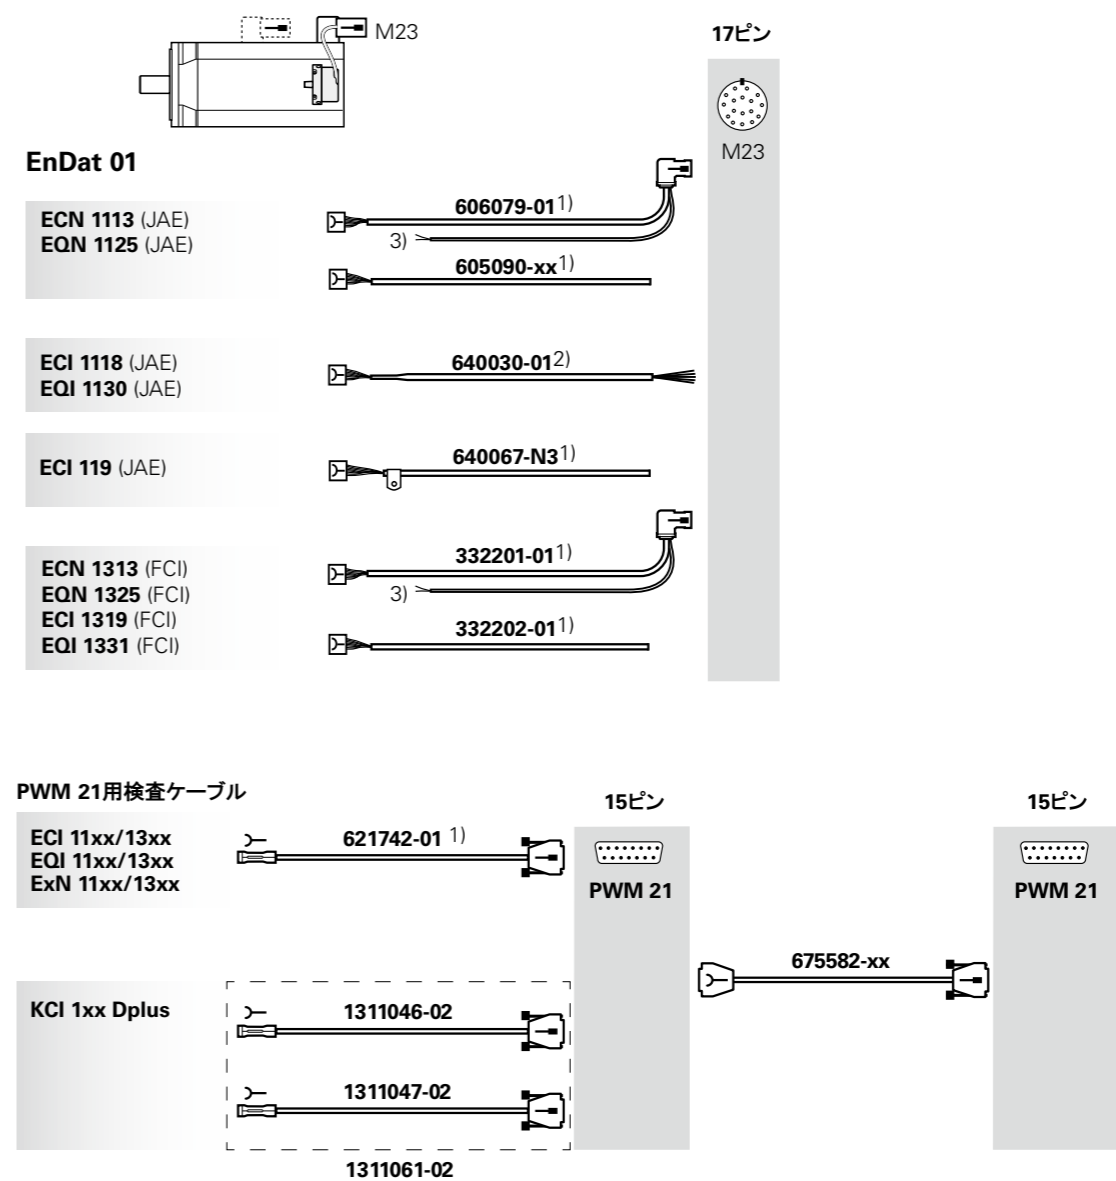 M23
17ピン
M23
EnDat 01
ECN 1113 (JAE)
EQN 1125 (JAE)
606079-01 1)
3)
605090-xx 1)
ECI 1118 (JAE)
EQI 1130 (JAE)
640030-01 2)
ECI 119 (JAE)
640067-N3 1)
ECN 1313 (FCI)
EQN 1325 (FCI)
ECI 1319 (FCI)
EQI 1331 (FCI)
332201-01 1)
3)
332202-01 1)
PWM 21用検査ケーブル
15ピン
15ピン
ECI 11xx/13xx
EQI 11xx/13xx
ExN 11xx/13xx
621742-01 1)
PWM 21
PWM 21
675582-xx
KCI 1xx Dplus
1311046-02
1311047-02
1311061-02